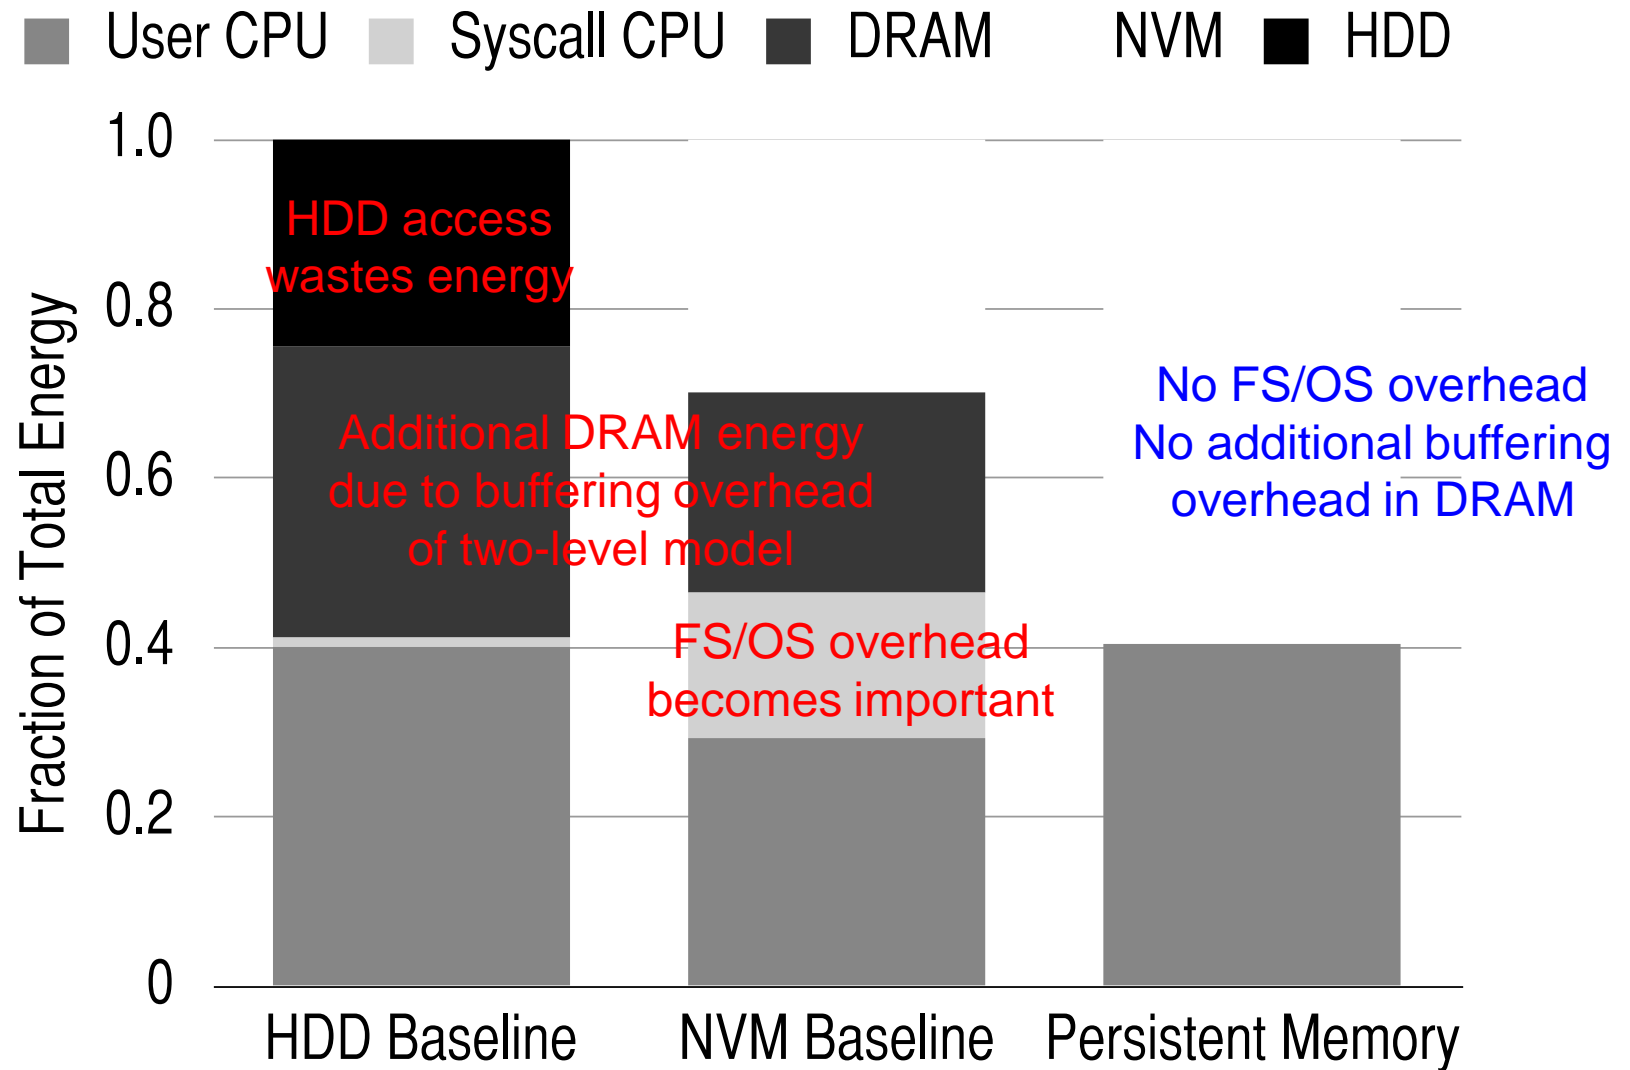 User CPU Syscall CPU DRAM NVM HDD
Fraction of Total Energy
1.0
0.8
0.6
0.4
0.2
0
HDD access
wastes energy
Additional DRAM energy
due to buffering overhead
of two-level model
FS/OS overhead
becomes important
No FS/OS overhead
No additional buffering
overhead in DRAM
HDD Baseline NVM Baseline Persistent Memory